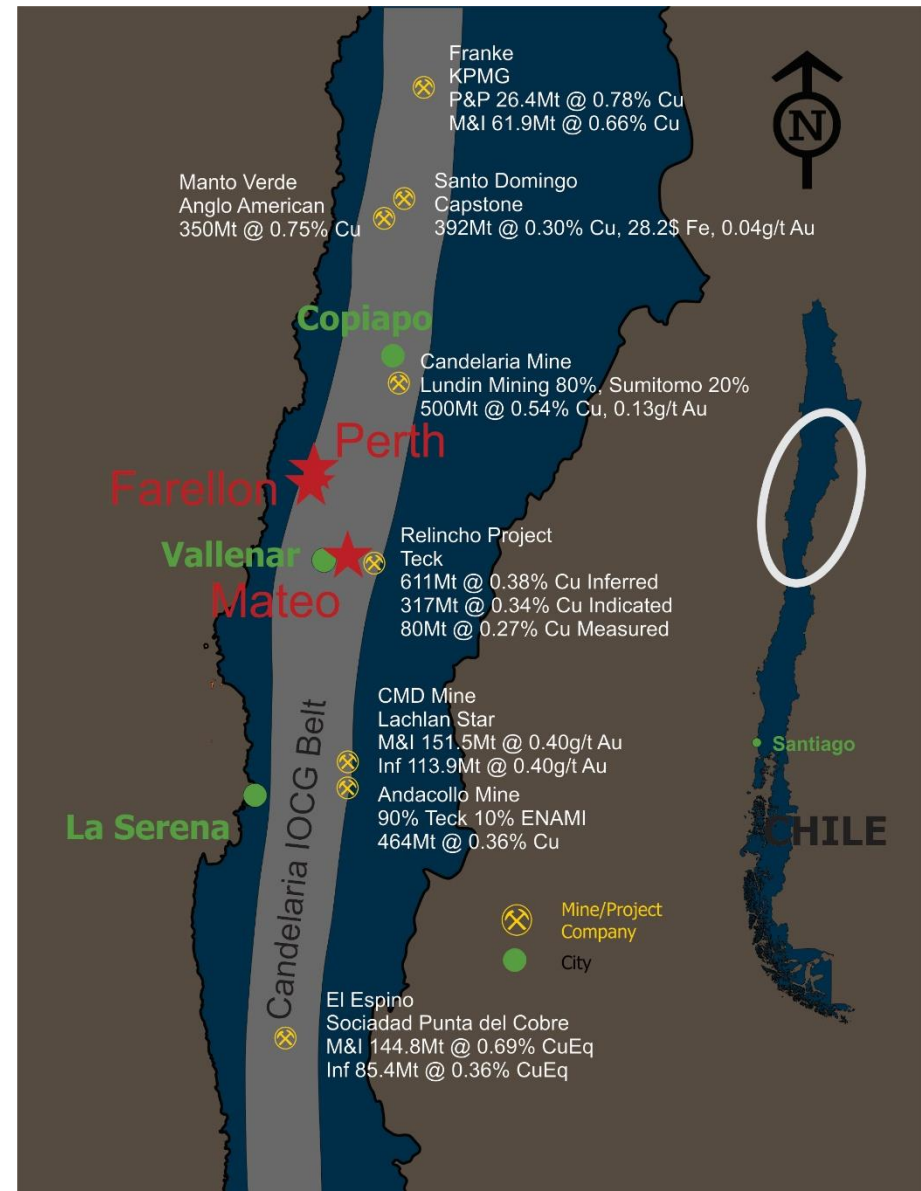 Franke
KPMG
P&P 26.4Mt @ 0.78% Cu
M&I 61.9Mt @ 0.66% Cu
N
Manto Verde
Anglo American
350Mt @ 0.75% Cu
Santo Domingo
Capstone
392Mt @ 0.30% Cu, 28.2$ Fe, 0.04g/t Au
Copiapo
Candelaria Mine
Lundin Mining 80%, Sumitomo 20%
500Mt @ 0.54% Cu, 0.13g/t Au
Perth
Farellon
Vallenar
Mateo
Relincho Project
Teck
611Mt @ 0.38% Cu Inferred
317Mt @ 0.34% Cu Indicated
80Mt @ 0.27% Cu Measured
CMD Mine
Lachlan Star
M&I 151.5Mt @ 0.40g/t Au
Inf 113.9Mt @ 0.40g/t Au
Andacollo Mine
90% Teck 10% ENAMI
464Mt @ 0.36% Cu
La Serena
Candelaria IOCG Belt
Santiago
CHILE
Mine/Project
Company
City
El Espino
Sociadad Punta del Cobre
M&I 144.8Mt @ 0.69% CuEq
Inf 85.4Mt @ 0.36% CuEq